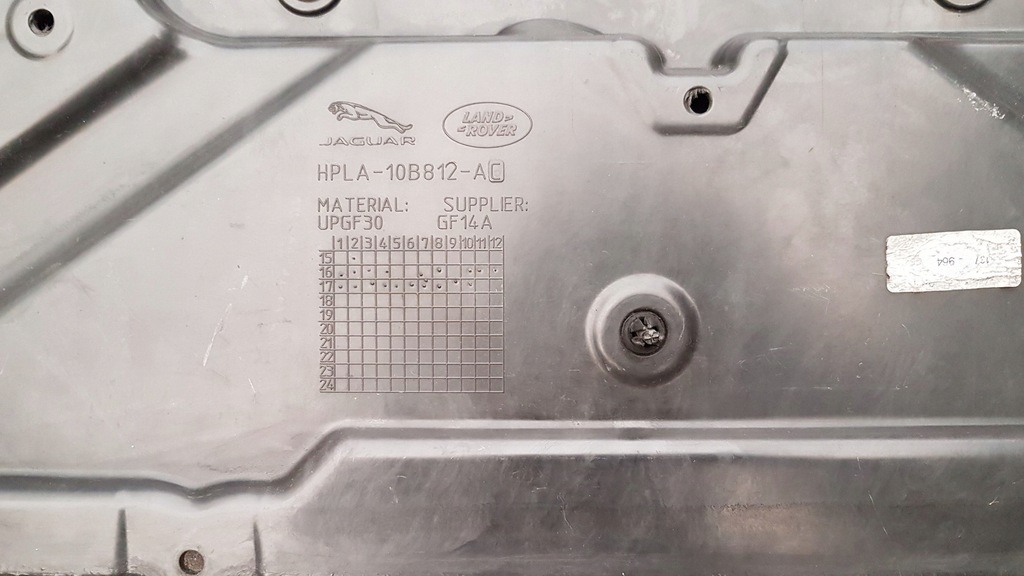 JAGUAR
LAND ROVER
HPLA-10B812-AC
MATERIAL: SUPPLIER:
UPGF30 GF14A
1 2 3 4 5 6 7 8 9 10 11 12
15
16
17
18
19
20
21
22
23
24